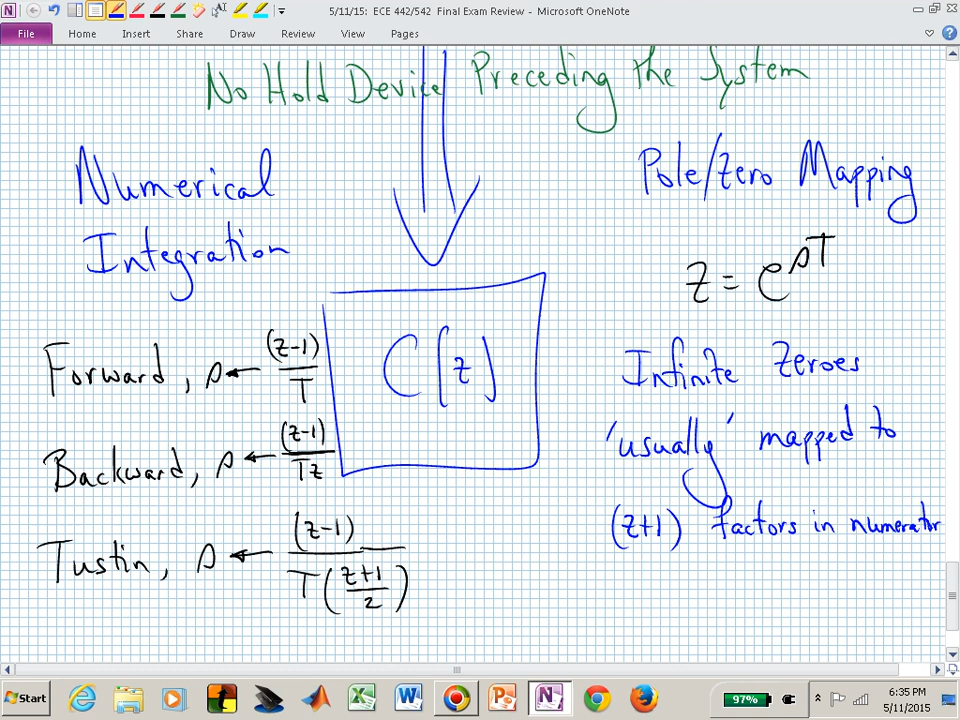 5/11/15: ECE 442/542 Final Exam Review - Microsoft OneNote
File Home Insert Share Draw Review View Pages
No Hold Device Preceding the System
Numerical
Integration
Forward, s ← (z-1)/T
Backward, s ← (z-1)/Tz
Tustin, s ← (z-1)/T(z+1/2)
C(z)
Pole/Zero Mapping
z = e^sT
Infinite Zeroes
'usually' mapped to
(z+1) factors in numerator
Start
97%
6:35 PM
5/11/2015